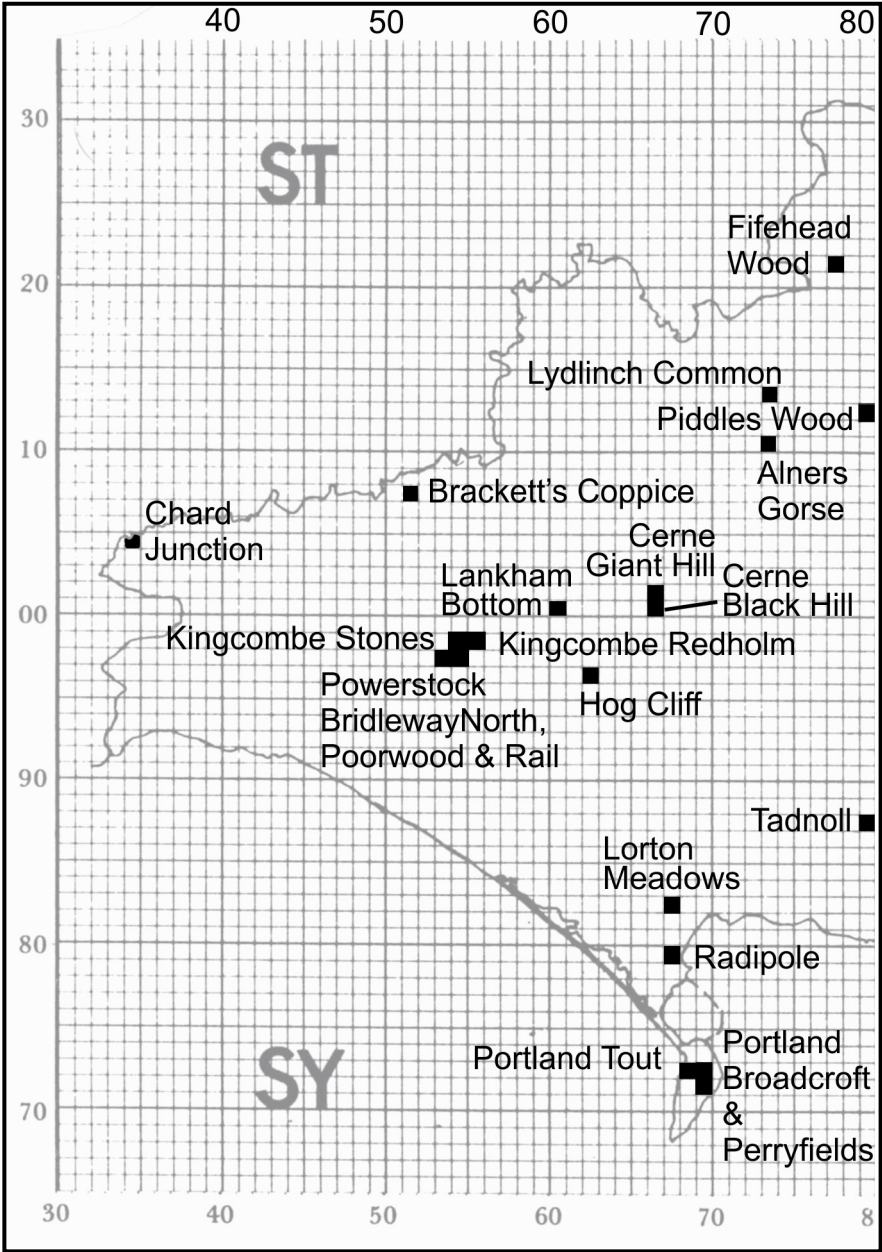 40 50 60 70 80
30
ST
Fifehead
Wood
20
Lydlinch Common
Piddles Wood
10
Alners
Gorse
Brackett's Coppice
Chard
Junction
Cerne
Giant Hill
Cerne
Black Hill
Lankham
Bottom
00
Kingcombe Stones
Kingcombe Redholm
Powerstock
BridlewayNorth,
Poorwood & Rail
Hog Cliff
90
Tadnoll
Lorton
Meadows
80
Radipole
SY
Portland Tout
Portland
Broadcroft
&
Perryfields
70
30 40 50 60 70 8